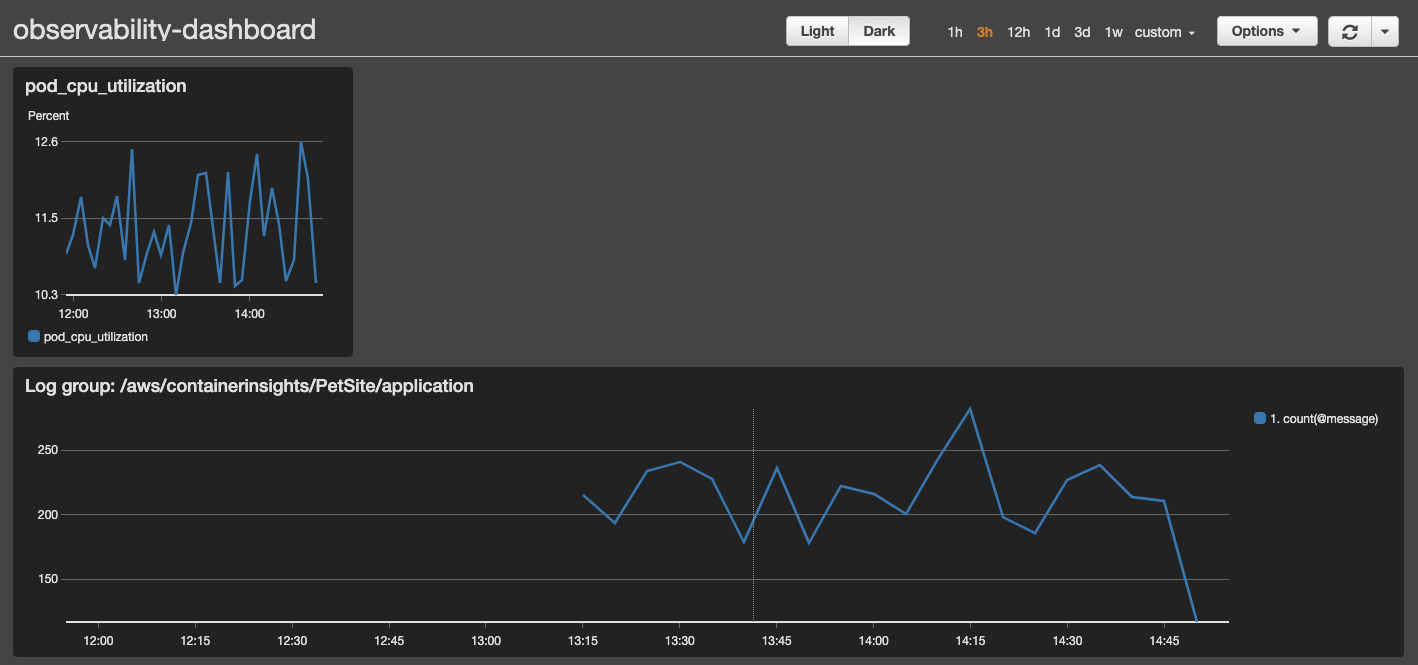 observability-dashboard
Light Dark 1h 3h 12h 1d 3d 1w custom Options
pod_cpu_utilization
Percent
12.6
11.5
10.3
12:00 13:00 14:00
pod_cpu_utilization
Log group: /aws/containerinsights/PetSite/application
1. count(@message)
250
200
150
12:00 12:15 12:30 12:45 13:00 13:15 13:30 13:45 14:00 14:15 14:30 14:45